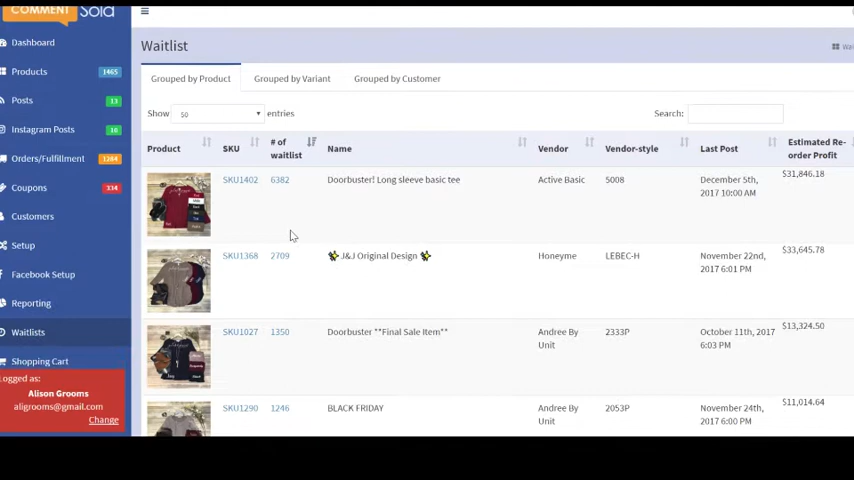 COMMENT Sold
Dashboard
Products 1465
Posts 13
Instagram Posts 10
Orders/Fulfillment 1264
Coupons 334
Customers
Setup
Facebook Setup
Reporting
Waitlists
Shopping Cart
Logged as:
Alison Grooms
aligrooms@gmail.com
Change
Waitlist
Grouped by Product Grouped by Variant Grouped by Customer
Show 50 entries Search:
Product SKU # of waitlist Name Vendor Vendor-style Last Post Estimated Re-order Profit
SKU1402 6382 Doorbuster! Long sleeve basic tee Active Basic 5008 December 5th, 2017 10:00 AM $31,846.18
SKU1368 2709 J&J Original Design Honeyme LEBEC-H November 22nd, 2017 6:01 PM $33,645.78
SKU1027 1350 Doorbuster **Final Sale Item** Andree By Unit 2333P October 11th, 2017 6:03 PM $13,324.50
SKU1290 1246 BLACK FRIDAY Andree By Unit 2053P November 24th, 2017 6:00 PM $11,014.64